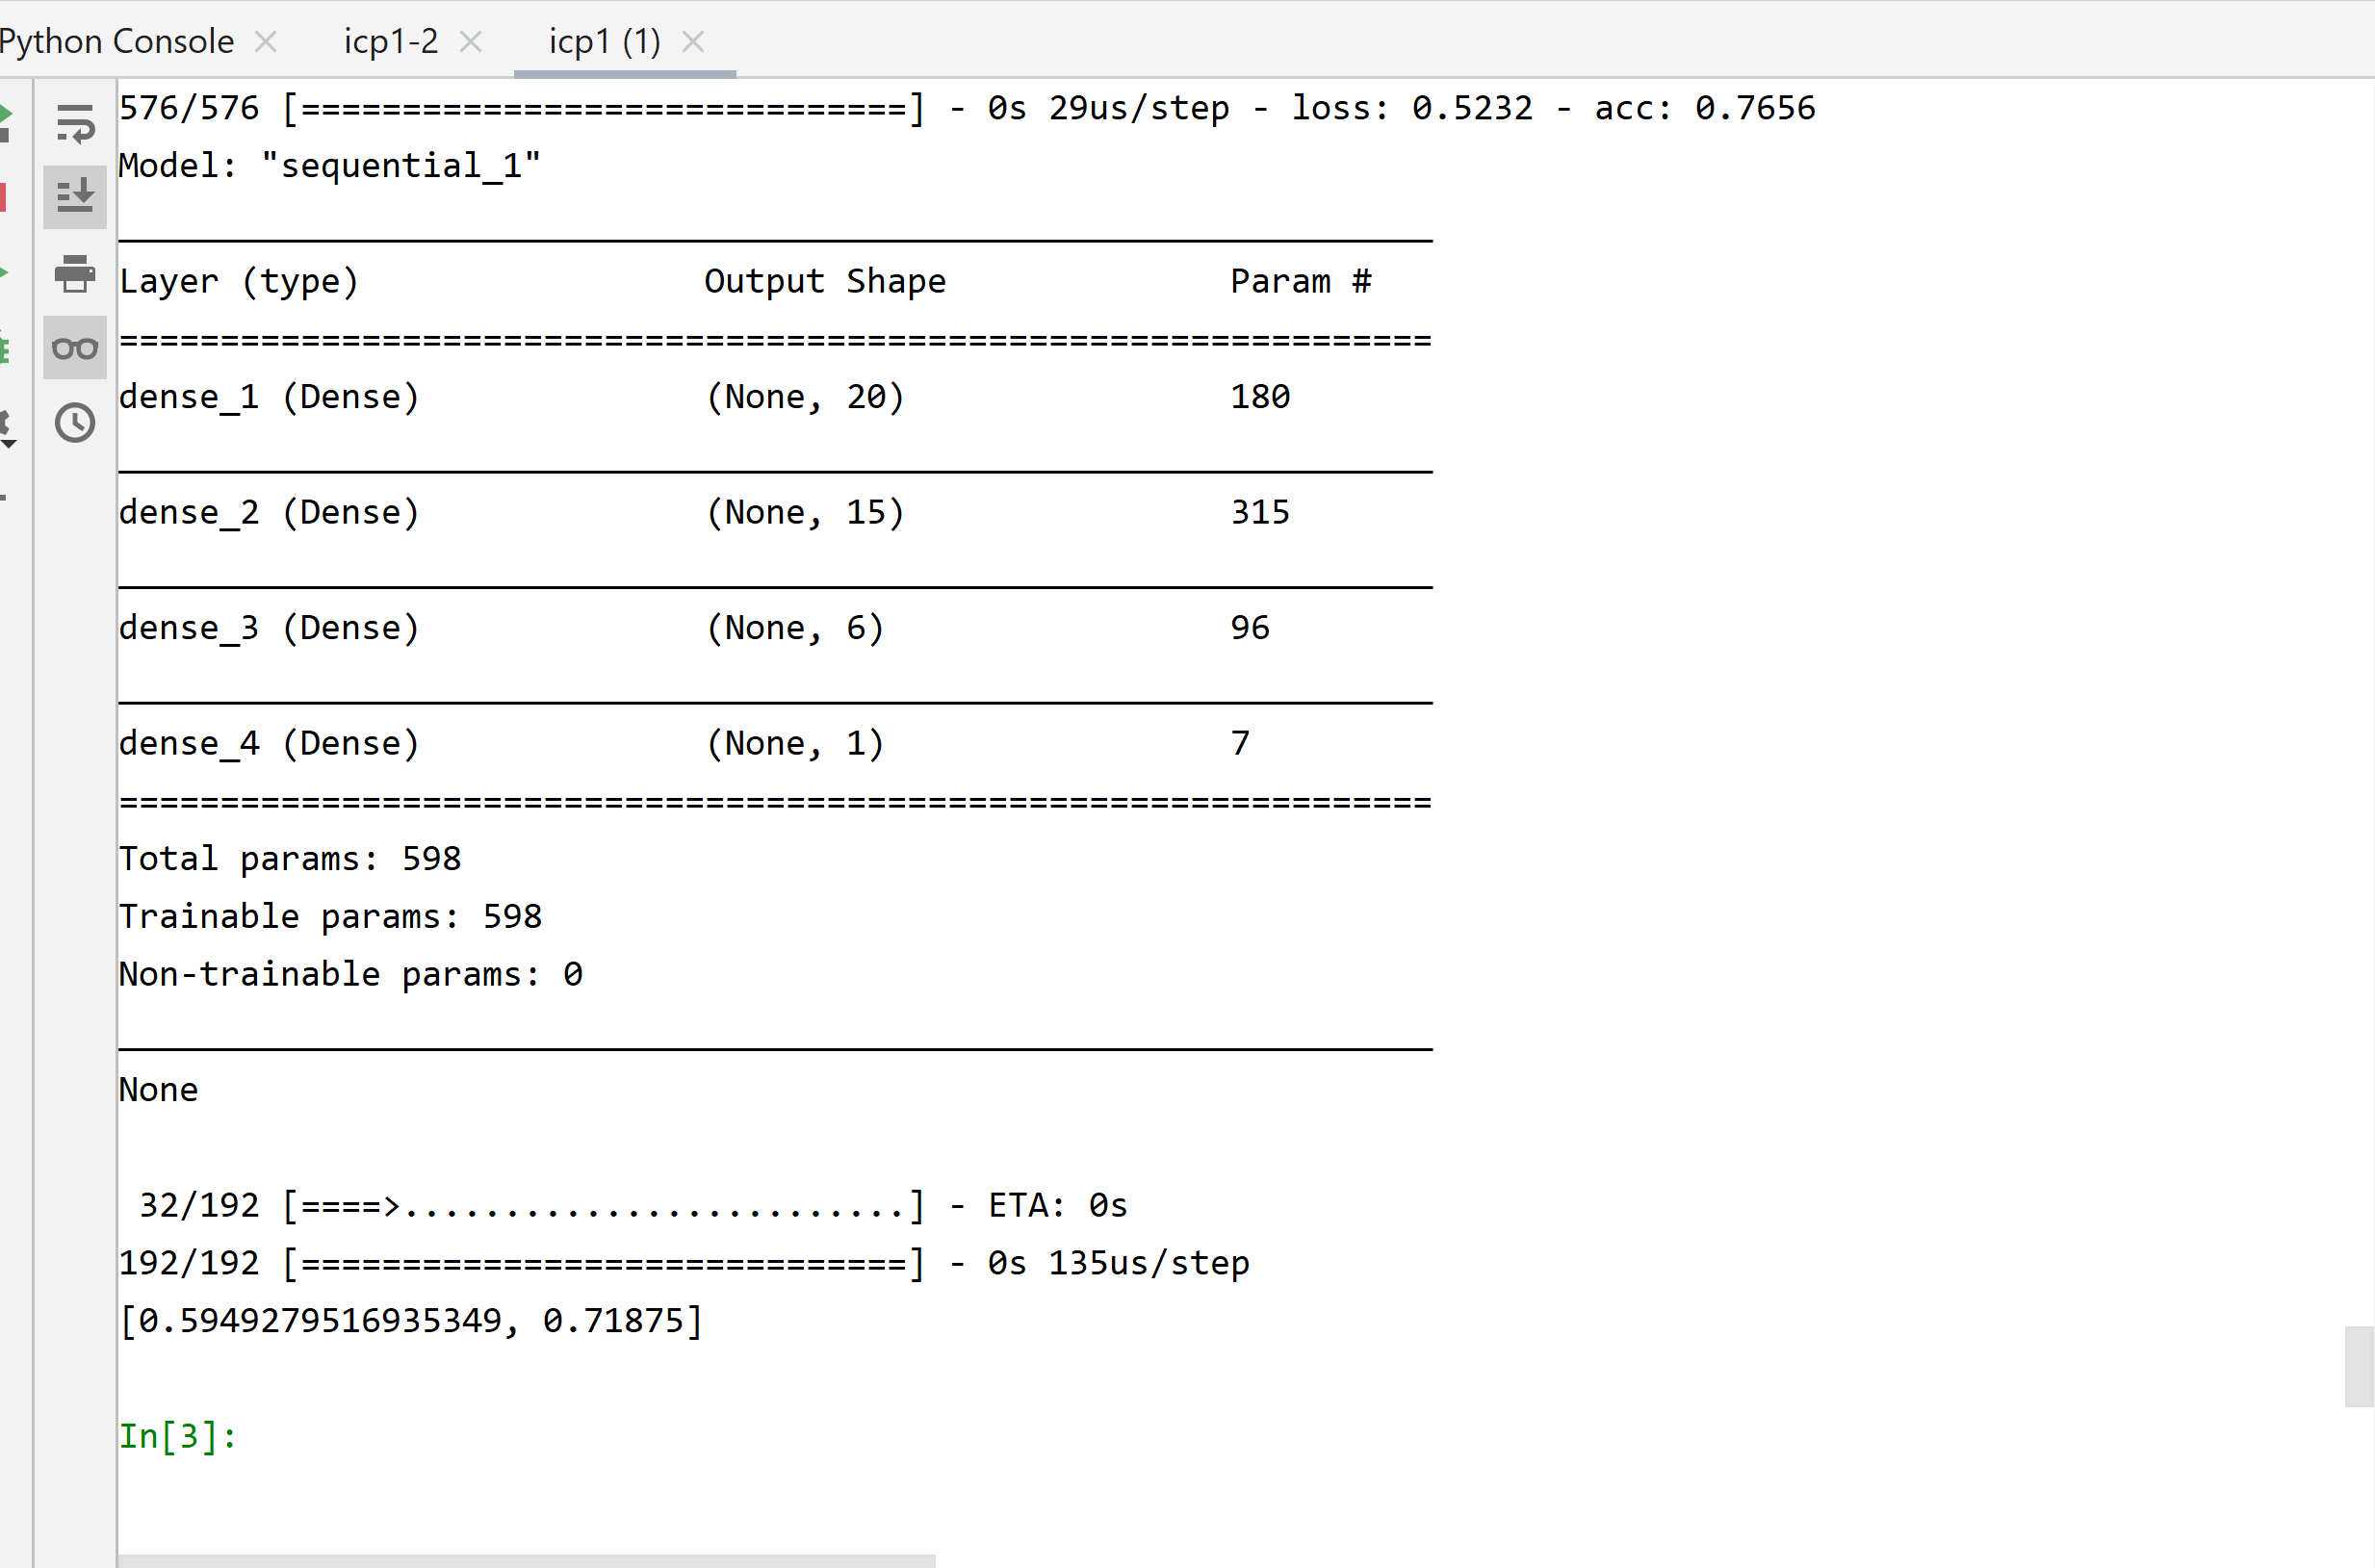 Python Console
icp1-2
icp1 (1)
576/576 [==============================] - 0s 29us/step - loss: 0.5232 - acc: 0.7656
Model: "sequential_1"
_________________________________________________________________
Layer (type)                 Output Shape              Param #
=================================================================
dense_1 (Dense)              (None, 20)                180
_________________________________________________________________
dense_2 (Dense)              (None, 15)                315
_________________________________________________________________
dense_3 (Dense)              (None, 6)                 96
_________________________________________________________________
dense_4 (Dense)              (None, 1)                 7
=================================================================
Total params: 598
Trainable params: 598
Non-trainable params: 0
_________________________________________________________________
None
 32/192 [====>.........................] - ETA: 0s
192/192 [==============================] - 0s 135us/step
[0.5949279516935349, 0.71875]
In[3]: